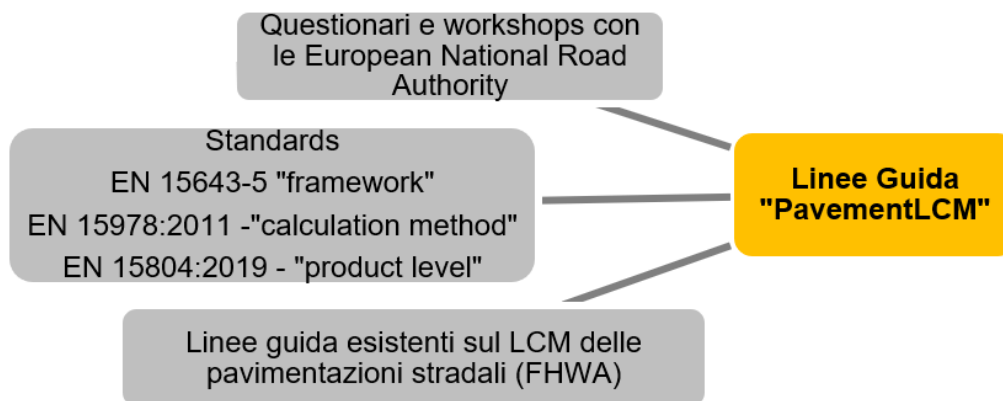 Questionari e workshops con
le European National Road
Authority
Standards
EN 15643-5 "framework"
EN 15978:2011 -"calculation method"
EN 15804:2019 - "product level"
Linee guida esistenti sul LCM delle
pavimentazioni stradali (FHWA)
Linee Guida
"PavementLCM"